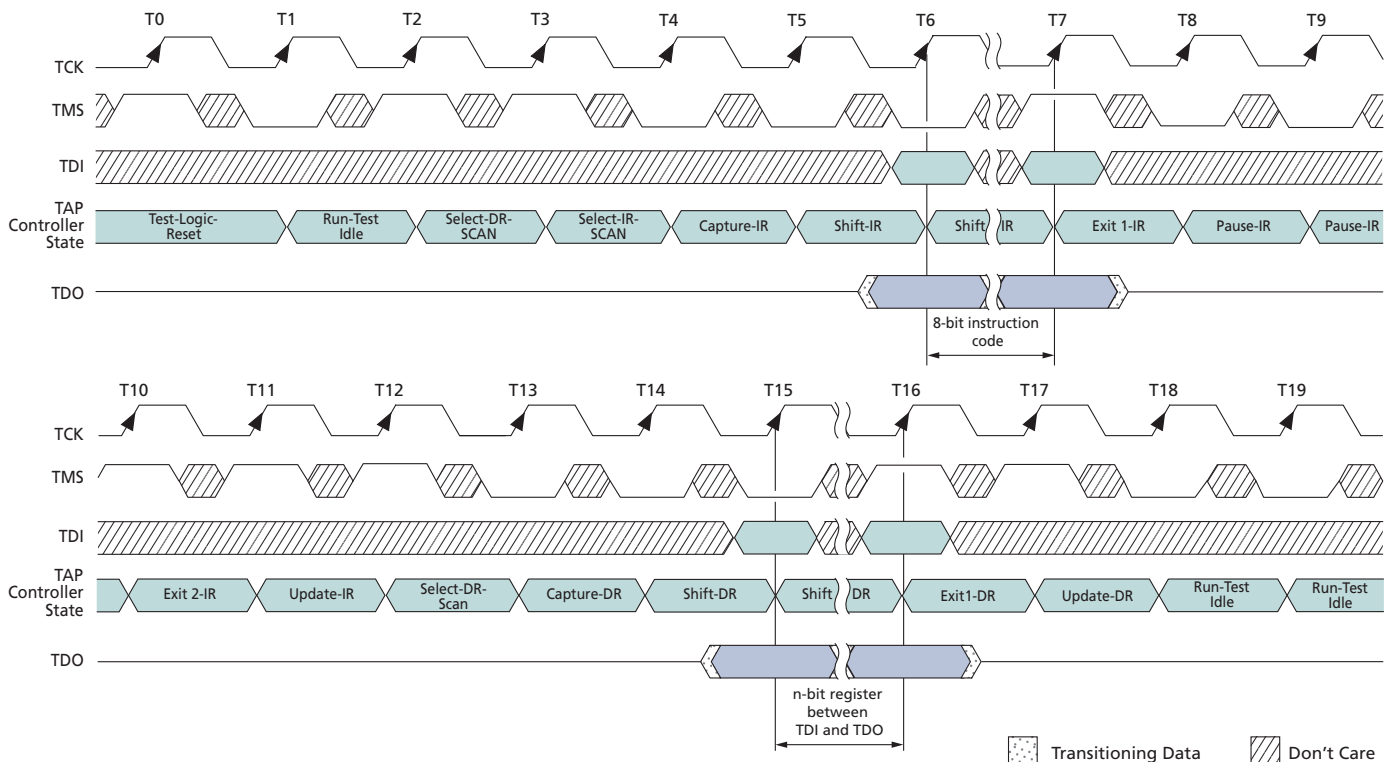 T0 T1 T2 T3 T4 T5 T6 T7 T8 T9
TCK
TMS
TDI
TAP
Controller
State
Test-Logic-
Reset
Run-Test
Idle
Select-DR-
SCAN
Select-IR-
SCAN
Capture-IR
Shift-IR
Shift IR
Exit 1-IR
Pause-IR
Pause-IR
TDO
8-bit instruction
code
T10 T11 T12 T13 T14 T15 T16 T17 T18 T19
TCK
TMS
TDI
TAP
Controller
State
Exit 2-IR
Update-IR
Select-DR-
Scan
Capture-DR
Shift-DR
Shift DR
Exit1-DR
Update-DR
Run-Test
Idle
Run-Test
Idle
TDO
n-bit register
between
TDI and TDO
Transitioning Data
Don't Care